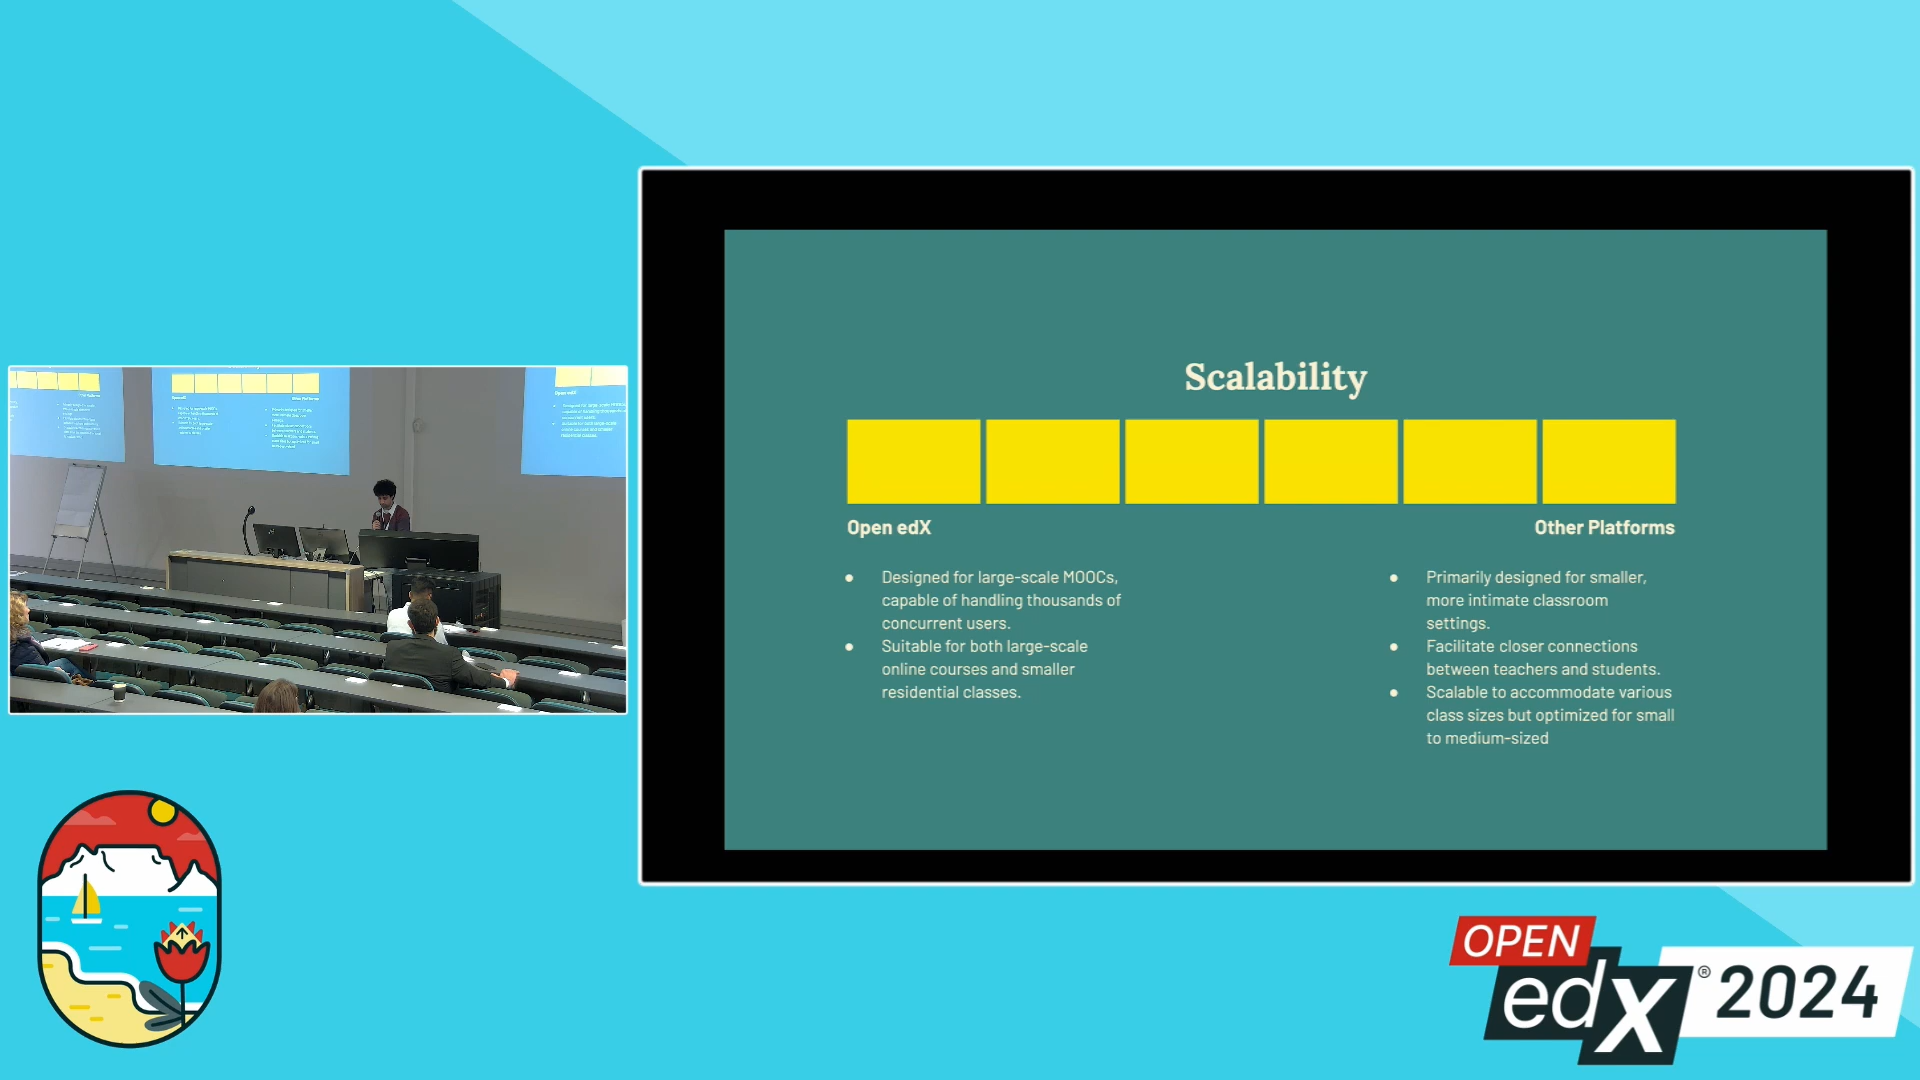 Scalability
Open edX
Other Platforms
● Designed for large-scale MOOCs,
capable of handling thousands of
concurrent users.
● Suitable for both large-scale
online courses and smaller
residential classes.
● Primarily designed for smaller,
more intimate classroom
settings.
● Facilitate closer connections
between teachers and students.
● Scalable to accommodate various
class sizes but optimized for small
to medium-sized
OPEN
edX® 2024